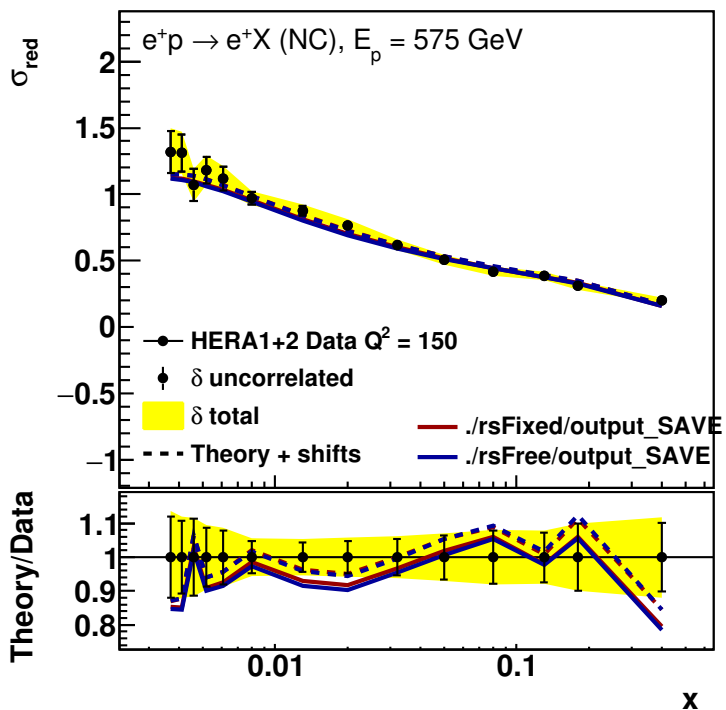 e⁺p → e⁺X (NC), E_p = 575 GeV
σ_red
2
1.5
1
0.5
0
−0.5
−1
HERA1+2 Data Q² = 150
δ uncorrelated
δ total
Theory + shifts
./rsFixed/output_SAVE
./rsFree/output_SAVE
Theory/Data
1.1
1
0.9
0.8
0.01
0.1
x